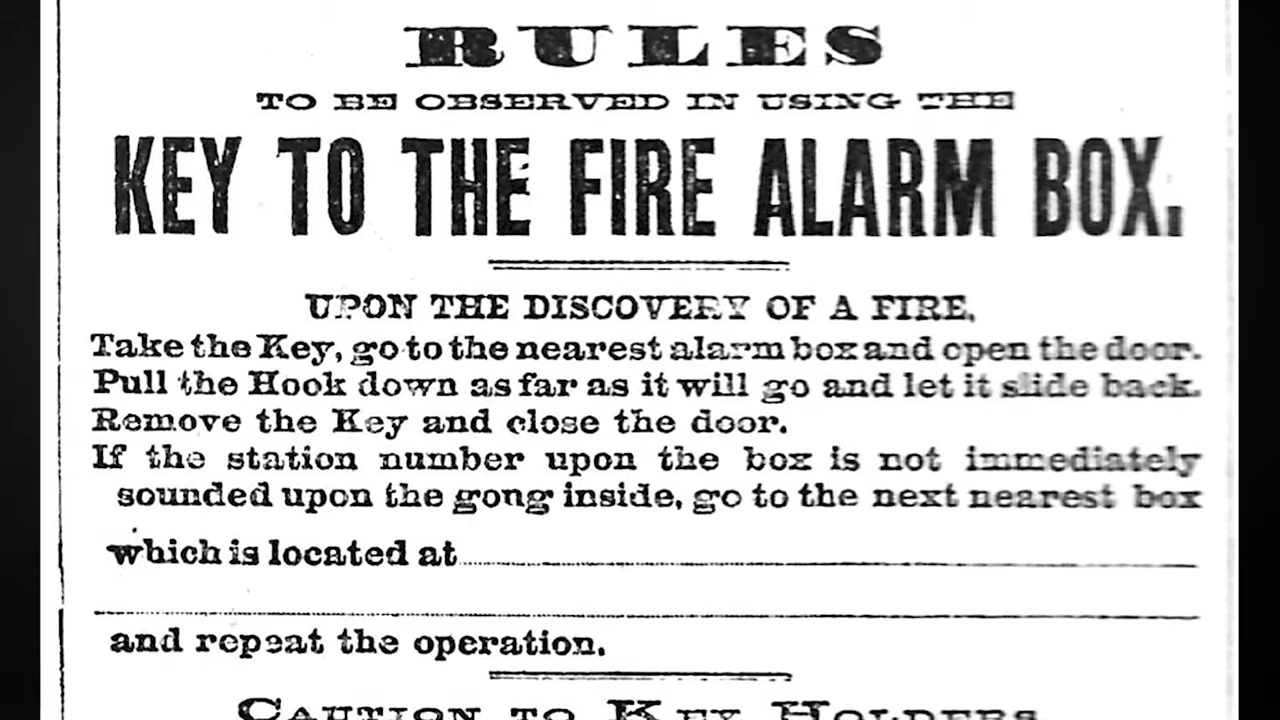 RULES
TO BE OBSERVED IN USING THE
KEY TO THE FIRE ALARM BOX.
UPON THE DISCOVERY OF A FIRE,
Take the Key, go to the nearest alarm box and open the door.
Pull the Hook down as far as it will go and let it slide back.
Remove the Key and close the door.
If the station number upon the box is not immediately
sounded upon the gong inside, go to the next nearest box
which is located at
and repeat the operation.
CAUTION TO KEY HOLDERS